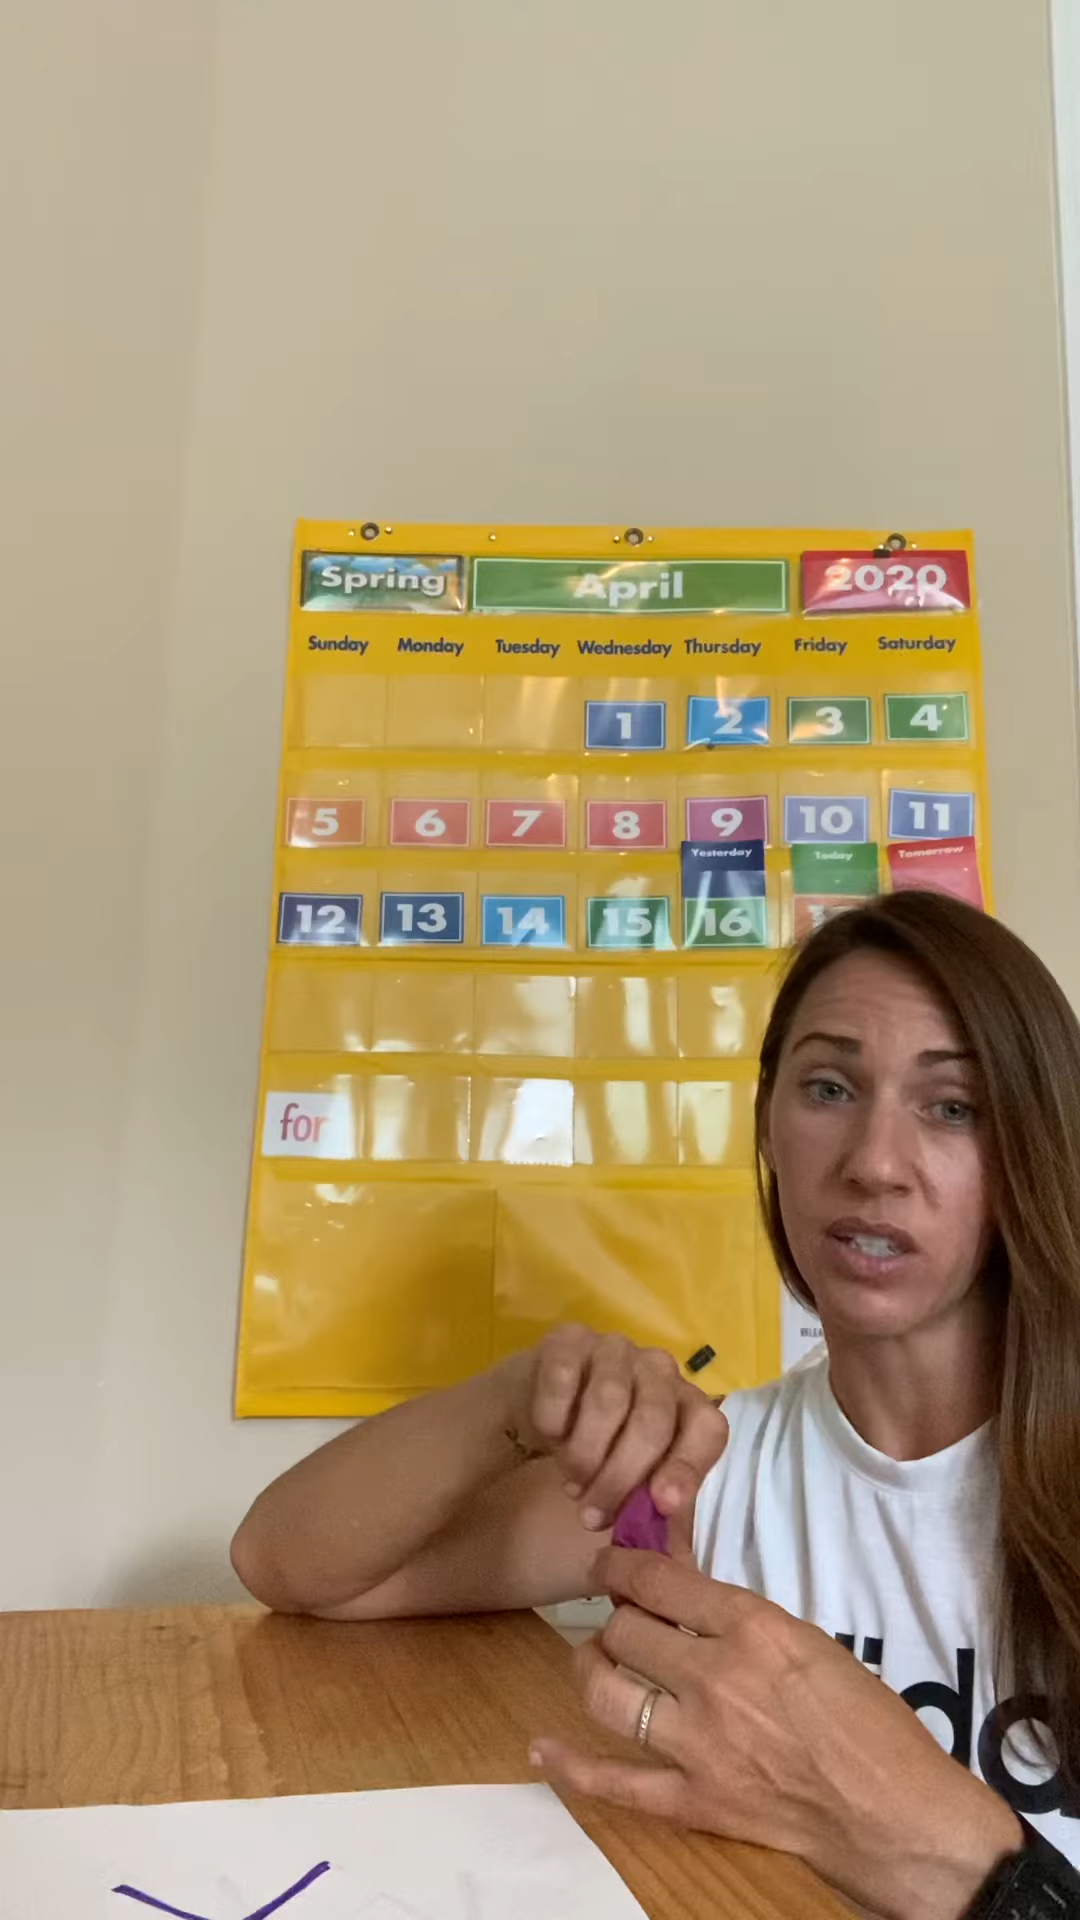 Spring April 2020
Sunday Monday Tuesday Wednesday Thursday Friday Saturday
1 2 3 4
5 6 7 8 9 10 11
Yesterday Today Tomorrow
12 13 14 15 16
for